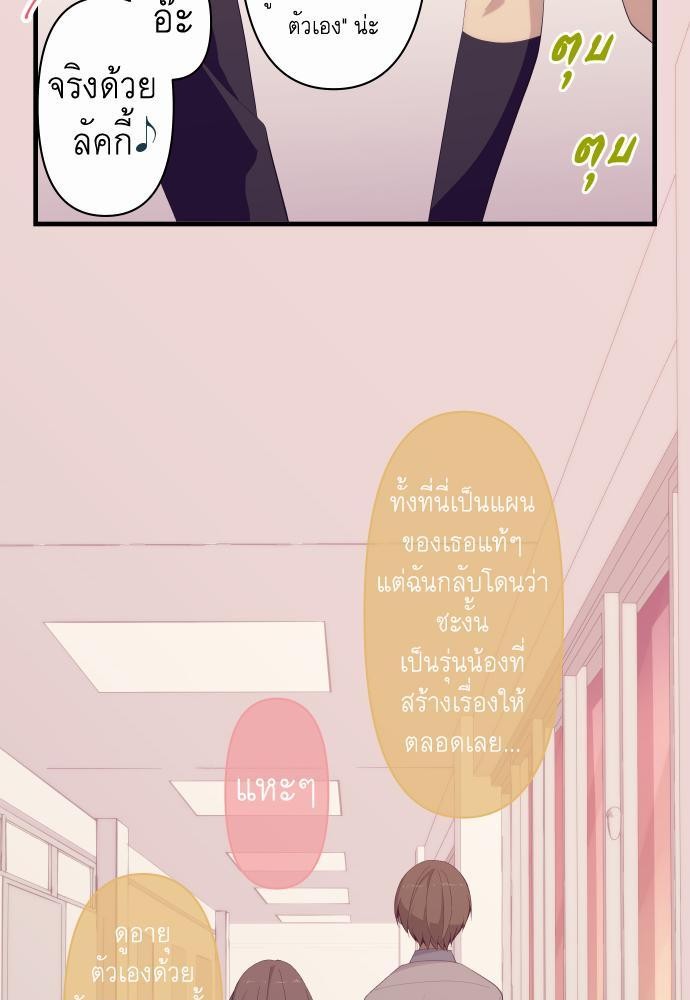 อ๊ะ
จริงด้วย
ลัคกี้♪
ตัวเอง" น่ะ
ตุบ
ตุบ
ทั้งที่นี่เป็นแผน
ของเธอแท้ๆ
แต่ฉันกลับโดนว่า
ซะงั้น
เป็นรุ่นน้องที่
สร้างเรื่องให้
ตลอดเลย...
แหะๆ
ดูอายุ
ตัวเองด้วย